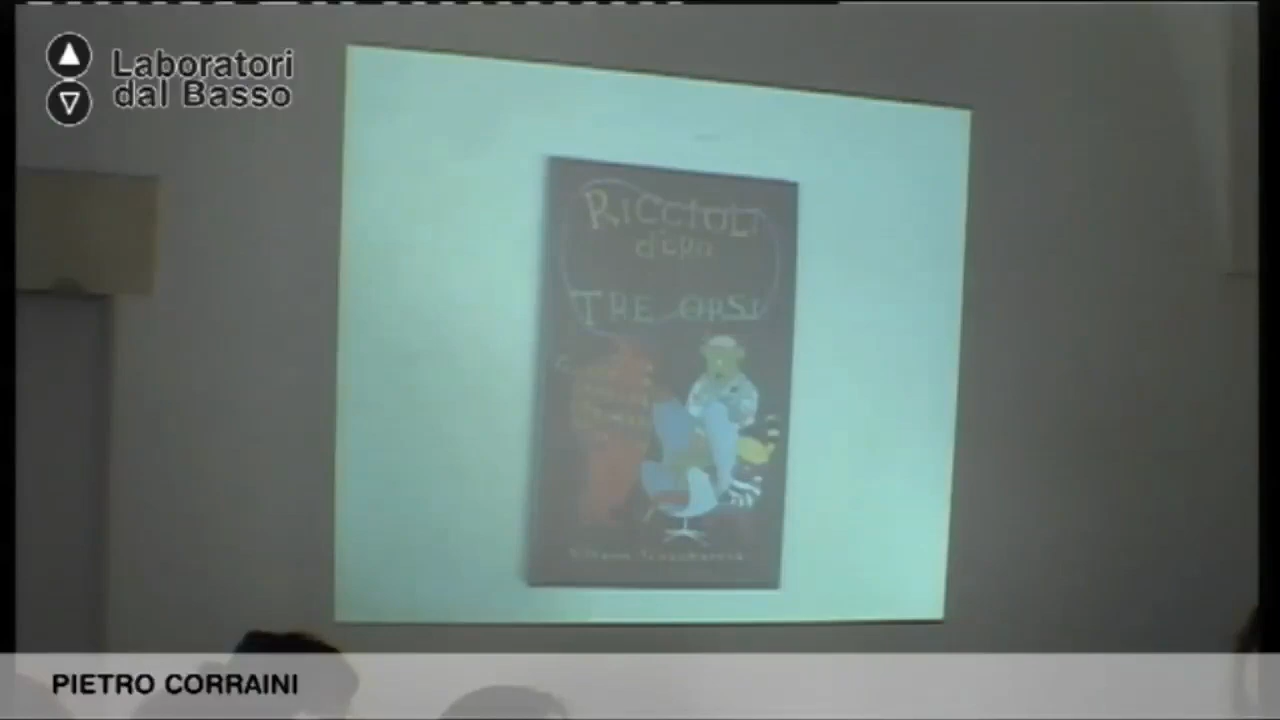 Laboratori
dal Basso
RICCIOLI
d'oro
TRE ORSI
PIETRO CORRAINI